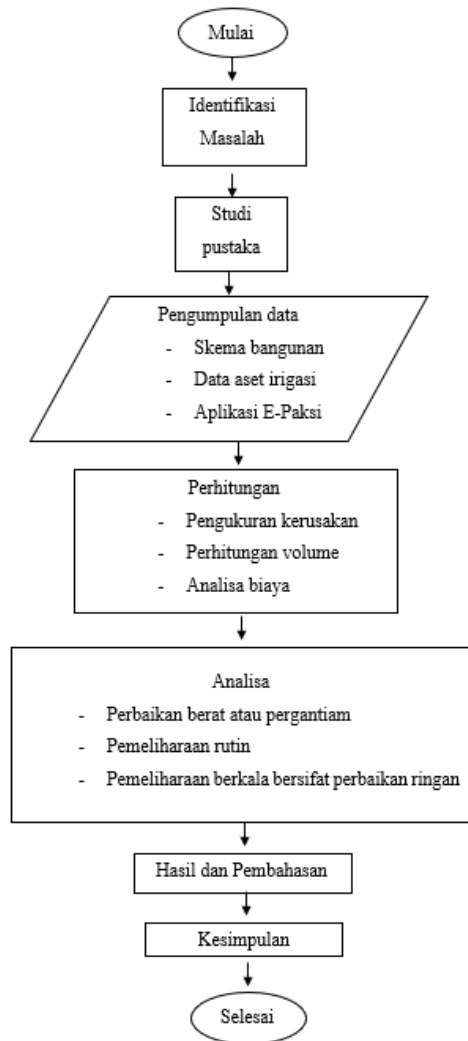 Mulai
Identifikasi
Masalah
Studi
pustaka
Pengumpulan data
- Skema bangunan
- Data aset irigasi
- Aplikasi E-Paksi
Perhitungan
- Pengukuran kerusakan
- Perhitungan volume
- Analisa biaya
Analisa
- Perbaikan berat atau pergantiam
- Pemeliharaan rutin
- Pemeliharaan berkala bersifat perbaikan ringan
Hasil dan Pembahasan
Kesimpulan
Selesai